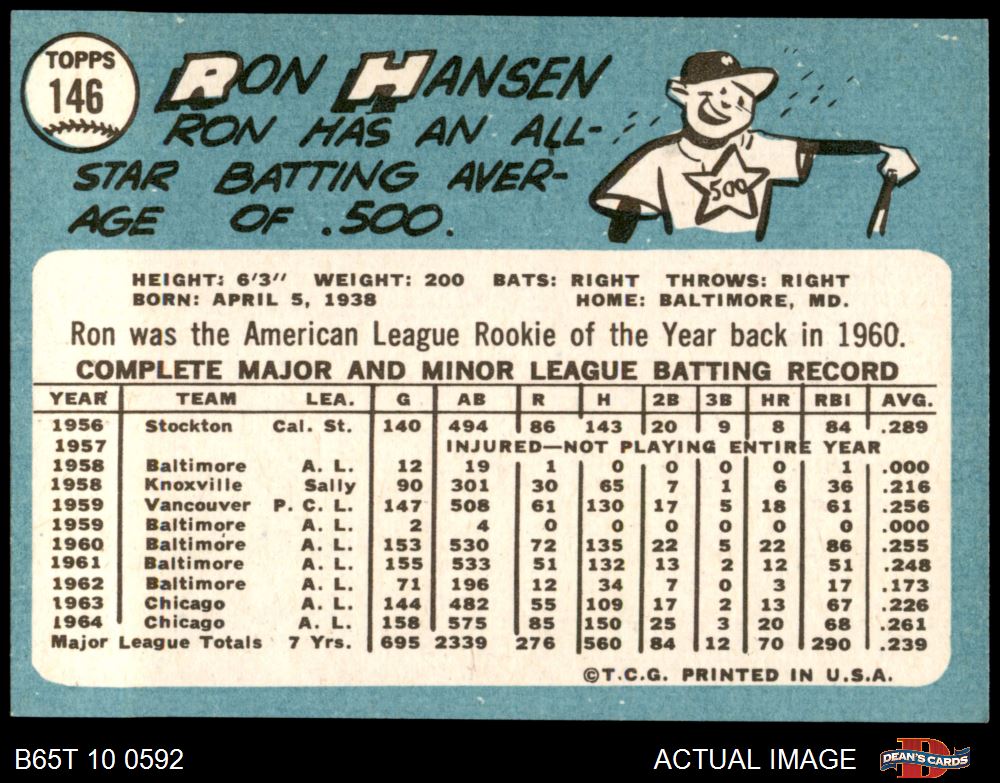 TOPPS
146
RON HANSEN
RON HAS AN ALL-
STAR BATTING AVER-
AGE OF .500.
500
HEIGHT: 6'3" WEIGHT: 200 BATS: RIGHT THROWS: RIGHT
BORN: APRIL 5, 1938 HOME: BALTIMORE, MD.
Ron was the American League Rookie of the Year back in 1960.
COMPLETE MAJOR AND MINOR LEAGUE BATTING RECORD
YEAR TEAM LEA. G AB R H 2B 3B HR RBI AVG.
1956 Stockton Cal. St. 140 494 86 143 20 9 8 84 .289
1957 INJURED—NOT PLAYING ENTIRE YEAR
1958 Baltimore A. L. 12 19 1 0 0 0 0 1 .000
1958 Knoxville Sally 90 301 30 65 7 1 6 36 .216
1959 Vancouver P. C. L. 147 508 61 130 17 5 18 61 .256
1959 Baltimore A. L. 2 4 0 0 0 0 0 0 .000
1960 Baltimore A. L. 153 530 72 135 22 5 22 86 .255
1961 Baltimore A. L. 155 533 51 132 13 2 12 51 .248
1962 Baltimore A. L. 71 196 12 34 7 0 3 17 .173
1963 Chicago A. L. 144 482 55 109 17 2 13 67 .226
1964 Chicago A. L. 158 575 85 150 25 3 20 68 .261
Major League Totals 7 Yrs. 695 2339 276 560 84 12 70 290 .239
©T.C.G. PRINTED IN U.S.A.
B65T 10 0592 ACTUAL IMAGE DEAN'S CARDS